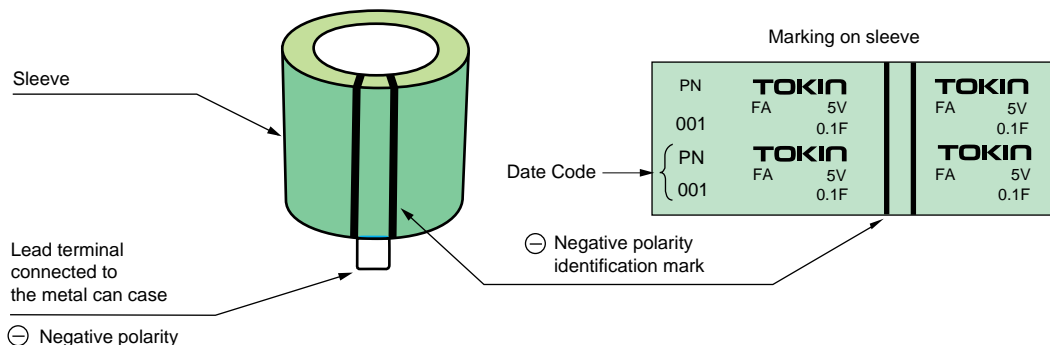 Marking on sleeve
Sleeve
PN TOKIN TOKIN
FA 5V FA 5V
001 0.1F 0.1F
Date Code PN TOKIN TOKIN
FA 5V FA 5V
001 0.1F 0.1F
Lead terminal
connected to
the metal can case
⊖ Negative polarity
⊖ Negative polarity
identification mark